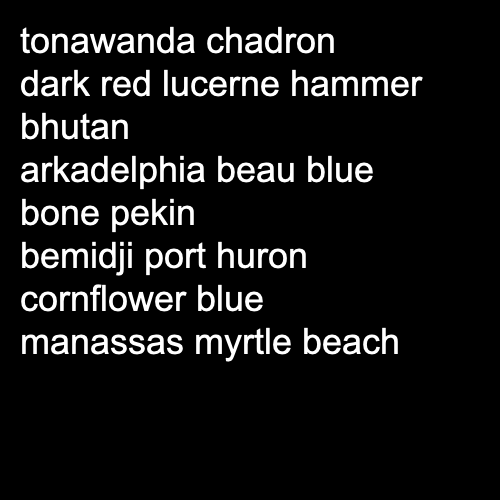 tonawanda chadron
dark red lucerne hammer
bhutan
arkadelphia beau blue
bone pekin
bemidji port huron
cornflower blue
manassas myrtle beach